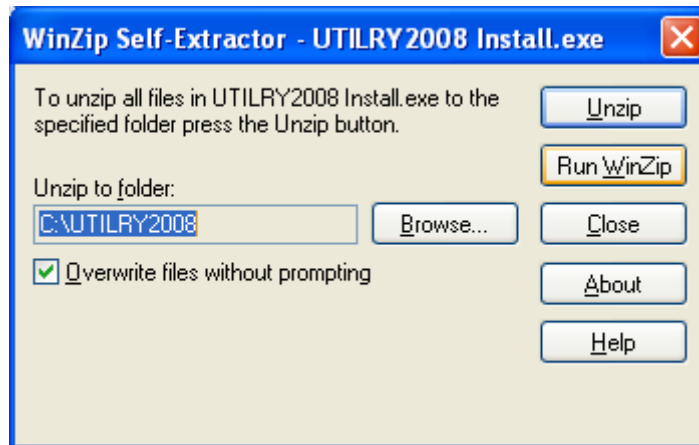 WinZip Self-Extractor - UTILRY2008 Install.exe
To unzip all files in UTILRY2008 Install.exe to the
specified folder press the Unzip button.
Unzip to folder:
C:\UTILRY2008
Browse...
Overwrite files without prompting
Unzip
Run WinZip
Close
About
Help